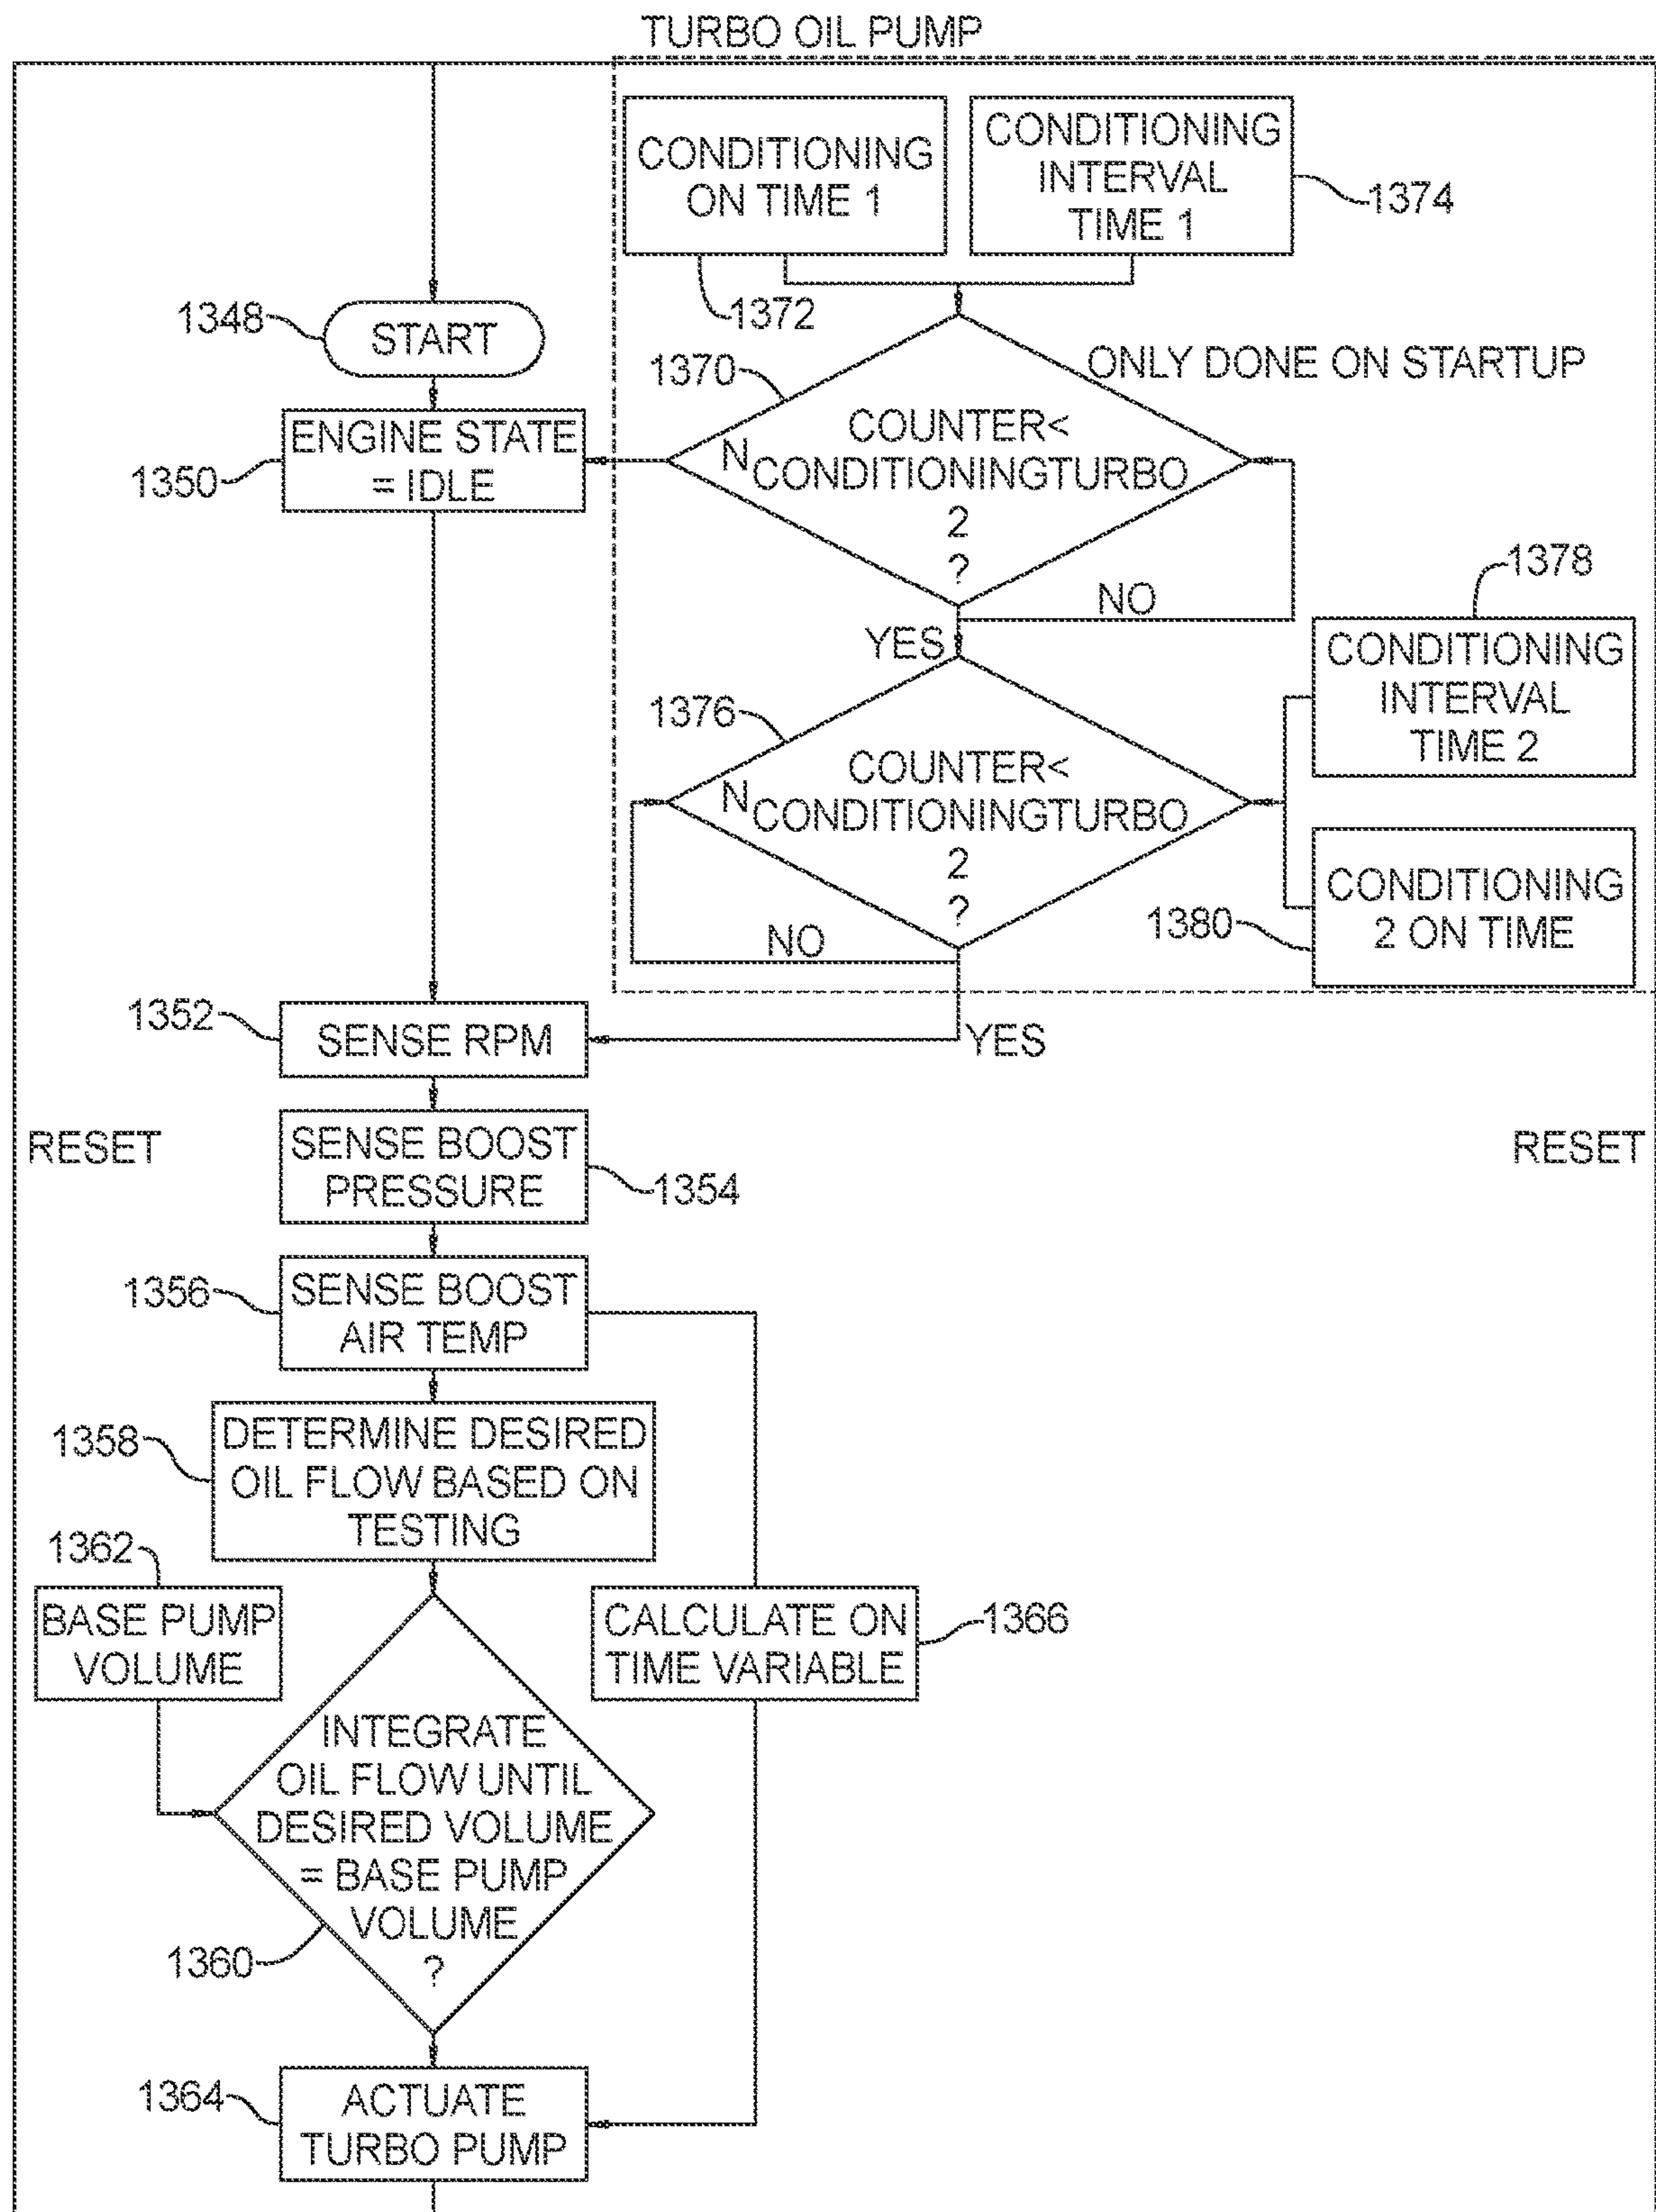 TURBO OIL PUMP
CONDITIONING
ON TIME 1
CONDITIONING
INTERVAL
TIME 1
1374
1372
1348
START
1370
ONLY DONE ON STARTUP
COUNTER<
NCONDITIONINGTURBO
2
?
ENGINE STATE
= IDLE
1350
NO
YES
1378
CONDITIONING
INTERVAL
TIME 2
1376
COUNTER<
NCONDITIONINGTURBO
2
?
NO
1380
CONDITIONING
2 ON TIME
1352
SENSE RPM
YES
RESET
SENSE BOOST
PRESSURE
1354
RESET
1356
SENSE BOOST
AIR TEMP
1358
DETERMINE DESIRED
OIL FLOW BASED ON
TESTING
1362
BASE PUMP
VOLUME
CALCULATE ON
TIME VARIABLE
1366
INTEGRATE
OIL FLOW UNTIL
DESIRED VOLUME
= BASE PUMP
VOLUME
?
1360
1364
ACTUATE
TURBO PUMP